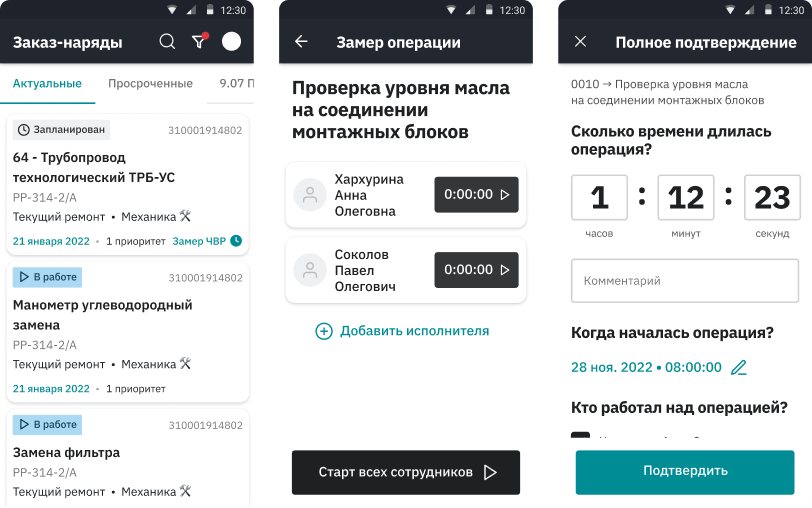 12:30
Заказ-наряды
Актуальные Просроченные 9.07 П
Запланирован 310001914802
64 - Трубопровод
технологический ТРБ-УС
PP-314-2/A
Текущий ремонт • Механика
21 января 2022 • 1 приоритет Замер ЧВР
В работе 310001914802
Манометр углеводородный
замена
PP-314-2/A
Текущий ремонт • Механика
21 января 2022 • 1 приоритет
В работе 310001914802
Замена фильтра
PP-314-2/A
Текущий ремонт • Механика
12:30
Замер операции
Проверка уровня масла
на соединении
монтажных блоков
Хархурина
Анна
Олеговна
0:00:00
Соколов
Павел
Олегович
0:00:00
Добавить исполнителя
Старт всех сотрудников
12:30
Полное подтверждение
0010 → Проверка уровня масла
на соединении монтажных блоков
Сколько времени длилась
операция?
1 : 12 : 23
часов минут секунд
Комментарий
Когда началась операция?
28 ноя. 2022 • 08:00:00
Кто работал над операцией?
Подтвердить